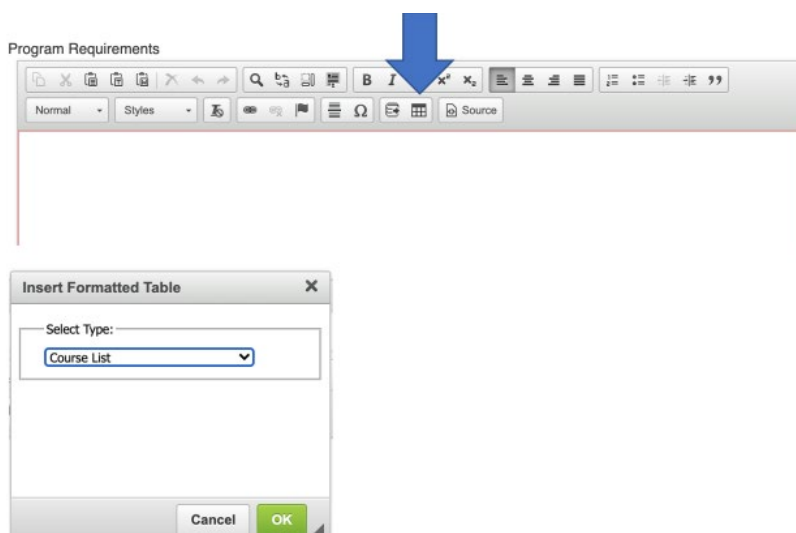 Program Requirements
B I x² x₂
Normal Styles Ω Source
Insert Formatted Table
Select Type:
Course List
Cancel OK